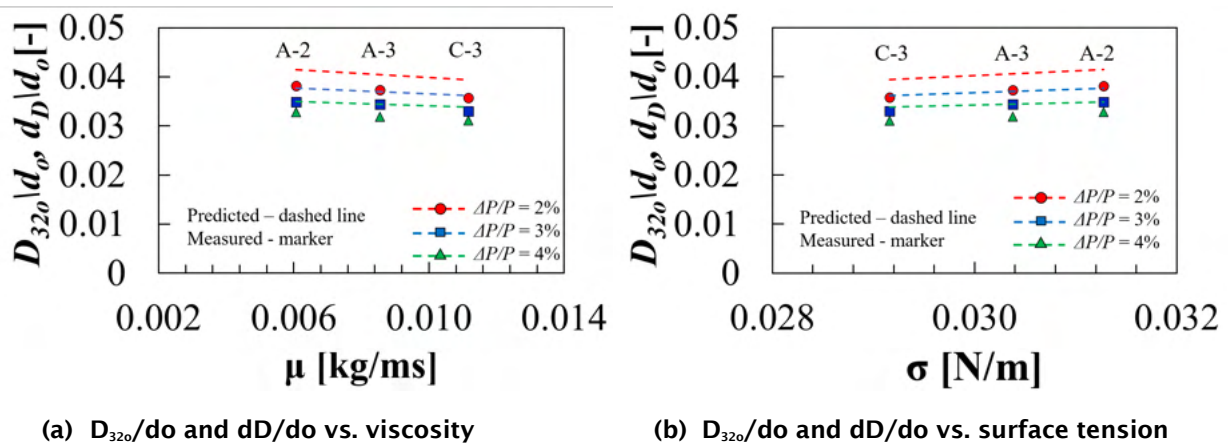 0.05
0.04
0.03
0.02
0.01
0
D32o\do, dD\do[-]
A-2 A-3 C-3
Predicted – dashed line
Measured - marker
ΔP/P = 2%
ΔP/P = 3%
ΔP/P = 4%
0.002 0.006 0.010 0.014
μ [kg/ms]
(a) D32o/do and dD/do vs. viscosity
0.05
0.04
0.03
0.02
0.01
0
D32o\do, dD\do[-]
C-3 A-3 A-2
Predicted – dashed line
Measured - marker
ΔP/P = 2%
ΔP/P = 3%
ΔP/P = 4%
0.028 0.030 0.032
σ [N/m]
(b) D32o/do and dD/do vs. surface tension